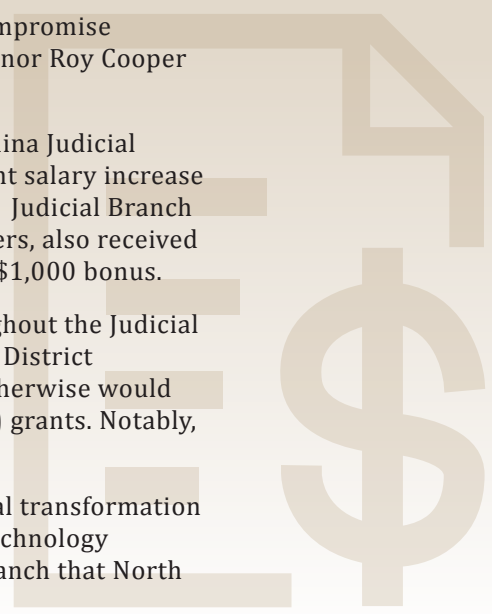 mpromise
nor Roy Cooper
ina Judicial
nt salary increase
Judicial Branch
ers, also received
$1,000 bonus.
ghout the Judicial
District
herwise would
) grants. Notably,
al transformation
chnology
anch that North